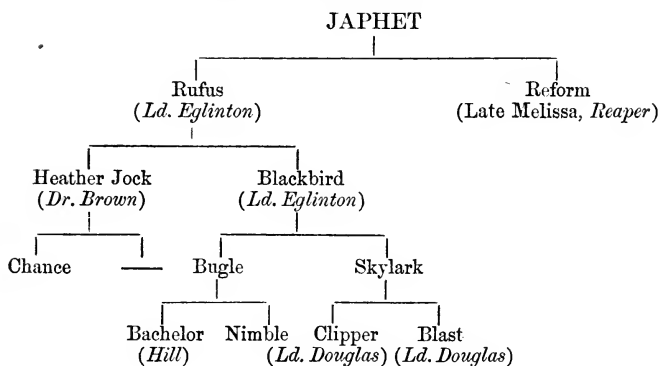 JAPHET
Rufus Reform
(Ld. Eglinton) (Late Melissa, Reaper)
Heather Jock Blackbird
(Dr. Brown) (Ld. Eglinton)
Chance — Bugle Skylark
Bachelor Nimble Clipper Blast
(Hill) (Ld. Douglas) (Ld. Douglas)